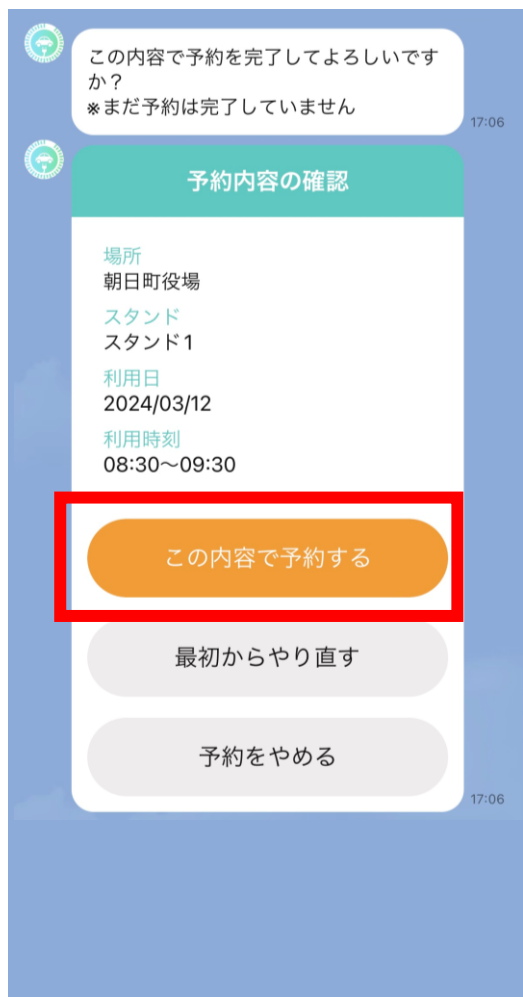 この内容で予約を完了してよろしいです
か？
※まだ予約は完了していません
17:06
予約内容の確認
場所
朝日町役場
スタンド
スタンド1
利用日
2024/03/12
利用時刻
08:30〜09:30
この内容で予約する
最初からやり直す
予約をやめる
17:06